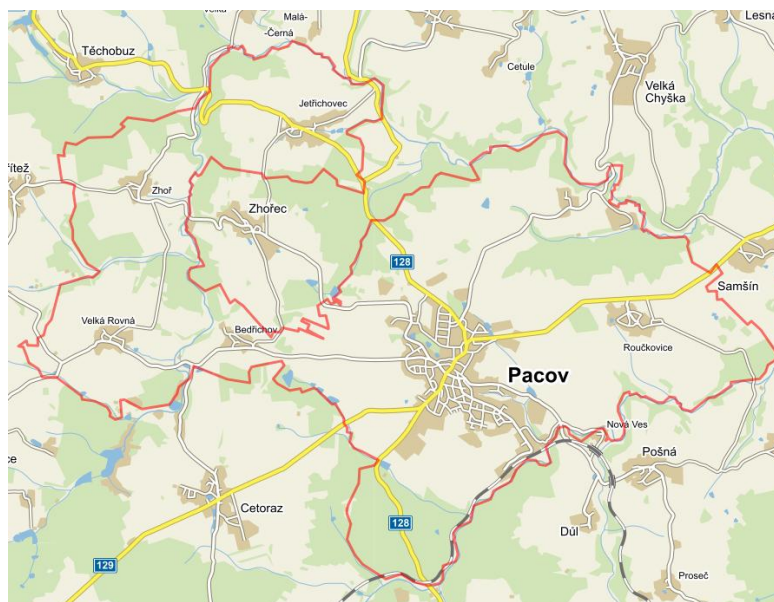 Velká
Malá-
-Černá
Lesná
Těchobuz
Cetule
Velká
Chyška
Jetřichovec
Zhoř
Zhořec
128
Samšín
Velká Rovná
Bedřichov
Roučkovice
Pacov
Nová Ves
Pošná
Cetoraz
128
Důl
129
Proseč